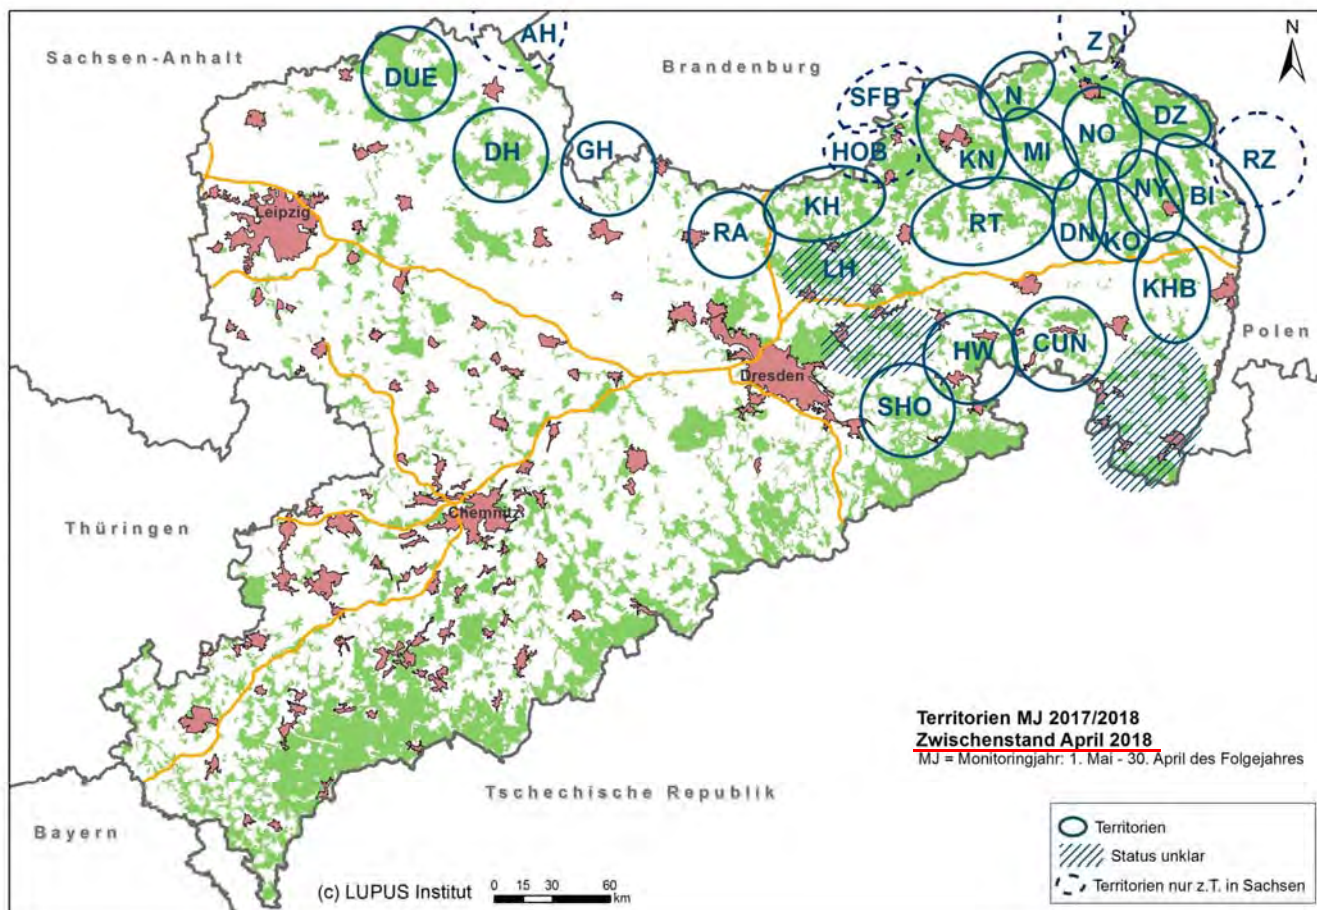 N
Sachsen-Anhalt
Brandenburg
AH
Z
DUE
SFB
N
DZ
NO
DH
GH
HOB
KN
MI
RZ
NY
BI
KH
Leipzig
RA
RT
DN
KO
LH
KHB
Polen
HW
CUN
Dresden
SHO
Chemnitz
Thüringen
Territorien MJ 2017/2018
Zwischenstand April 2018
MJ = Monitoringjahr: 1. Mai - 30. April des Folgejahres
Tschechische Republik
Bayern
Territorien
Status unklar
Territorien nur z.T. in Sachsen
(c) LUPUS Institut
0 15 30 60
km